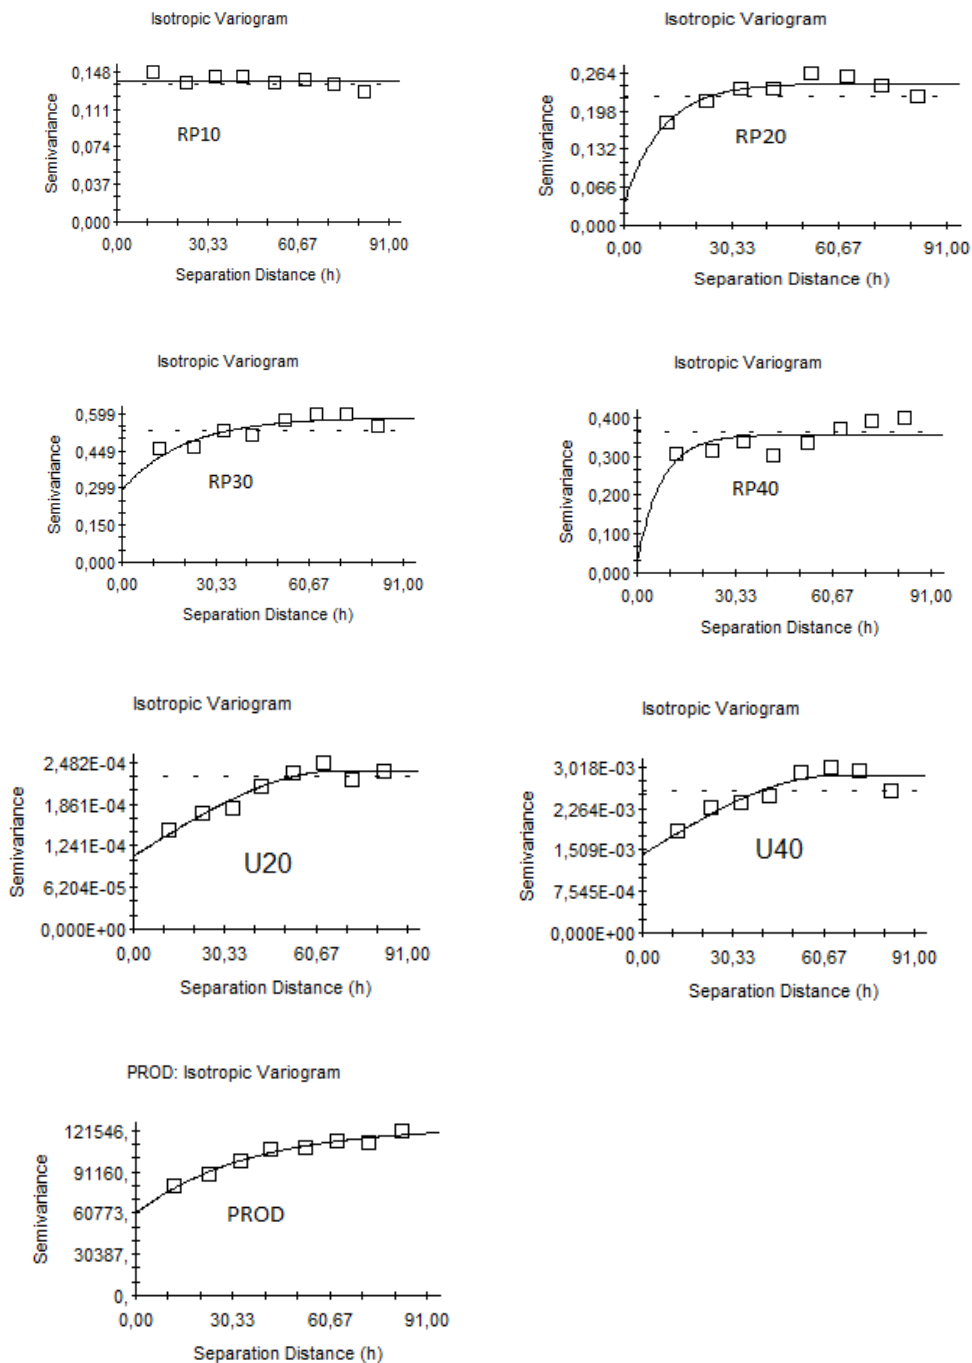 Isotropic Variogram
0,148
0,111
0,074
0,037
0,000
Semivariance
RP10
0,00 30,33 60,67 91,00
Separation Distance (h)
Isotropic Variogram
0,264
0,198
0,132
0,066
0,000
Semivariance
RP20
0,00 30,33 60,67 91,00
Separation Distance (h)
Isotropic Variogram
0,599
0,449
0,299
0,150
0,000
Semivariance
RP30
0,00 30,33 60,67 91,00
Separation Distance (h)
Isotropic Variogram
0,400
0,300
0,200
0,100
0,000
Semivariance
RP40
0,00 30,33 60,67 91,00
Separation Distance (h)
Isotropic Variogram
2,482E-04
1,861E-04
1,241E-04
6,204E-05
0,000E+00
Semivariance
U20
0,00 30,33 60,67 91,00
Separation Distance (h)
Isotropic Variogram
3,018E-03
2,264E-03
1,509E-03
7,545E-04
0,000E+00
Semivariance
U40
0,00 30,33 60,67 91,00
Separation Distance (h)
PROD: Isotropic Variogram
121546,
91160,
60773,
30387,
0,
Semivariance
PROD
0,00 30,33 60,67 91,00
Separation Distance (h)